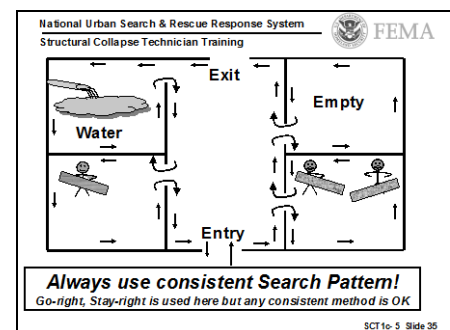 National Urban Search & Rescue Response System
Structural Collapse Technician Training
FEMA
Exit
Empty
Water
Entry
Always use consistent Search Pattern!
Go-right, Stay-right is used here but any consistent method is OK
SCT1c- 5 Slide 35